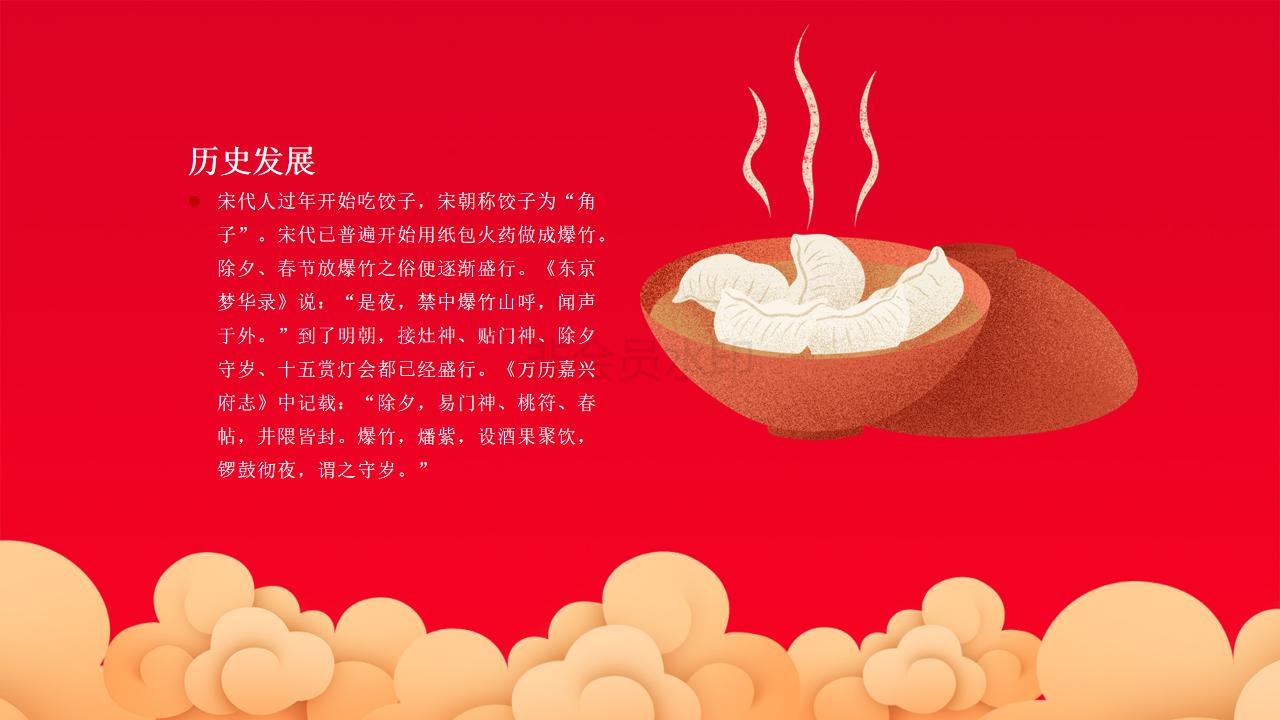 历史发展
宋代人过年开始吃饺子，宋朝称饺子为“角
子”。宋代已普遍开始用纸包火药做成爆竹。
除夕、春节放爆竹之俗便逐渐盛行。《东京
梦华录》说：“是夜，禁中爆竹山呼，闻声
于外。”到了明朝，接灶神、贴门神、除夕
守岁、十五赏灯会都已经盛行。《万历嘉兴
府志》中记载：“除夕，易门神、桃符、春
帖，井隈皆封。爆竹，燔紫，设酒果聚饮，
锣鼓彻夜，谓之守岁。”
非会员水印